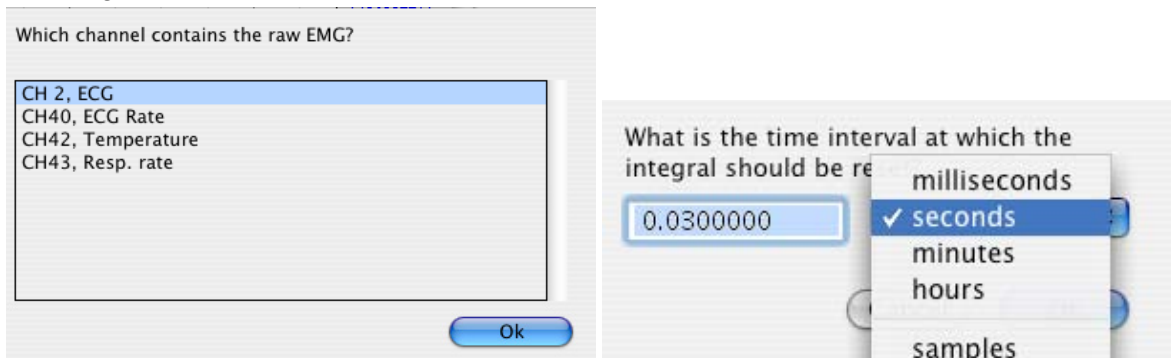 Which channel contains the raw EMG?
CH 2, ECG
CH40, ECG Rate
CH42, Temperature
CH43, Resp. rate
Ok
What is the time interval at which the
integral should be
0.0300000
milliseconds
✓ seconds
minutes
hours
samples